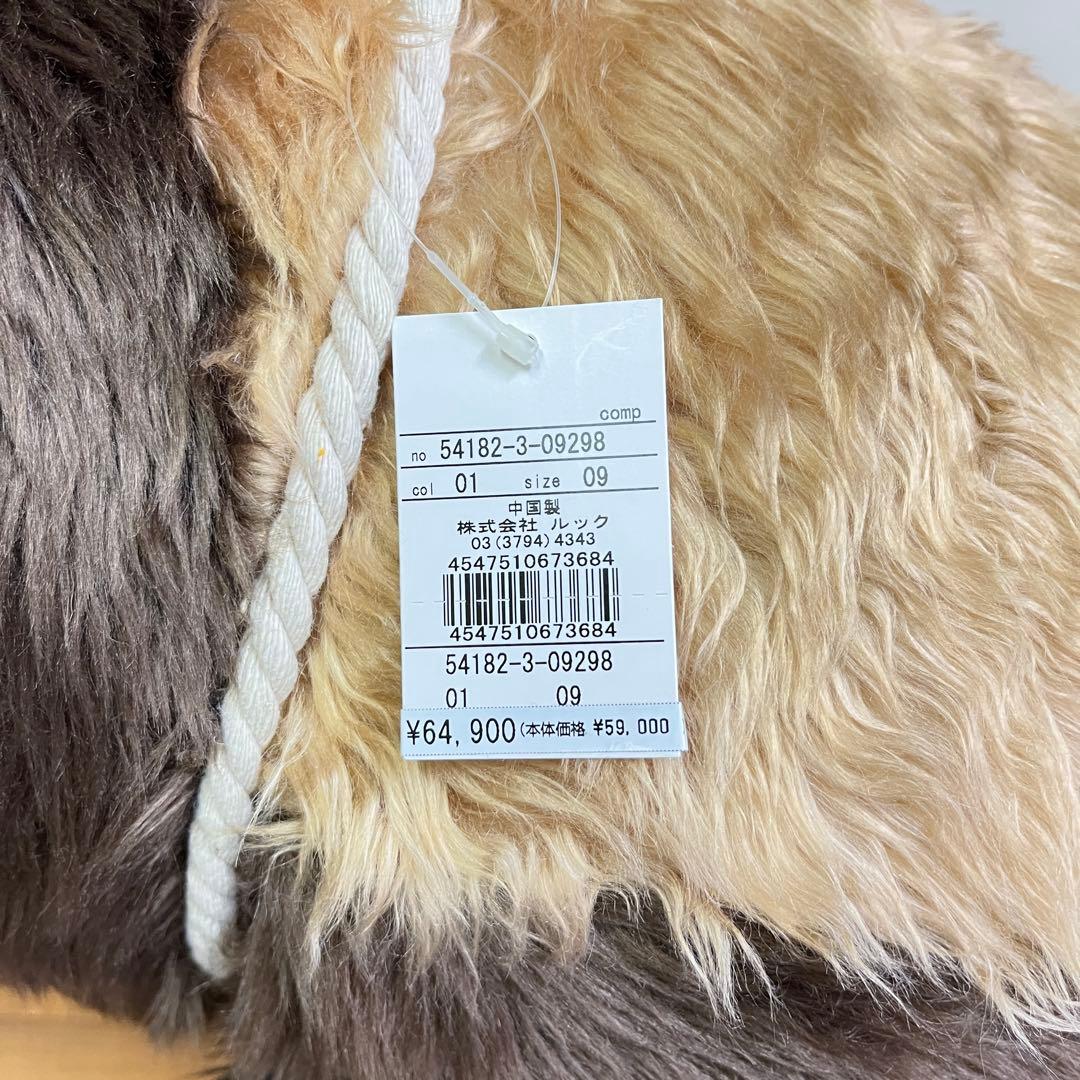 comp
no 54182-3-09298
col 01 size 09
中国製
株式会社 ルック
03(3794)4343
4547510673684
4547510673684
54182-3-09298
01 09
¥64,900(本体価格 ¥59,000